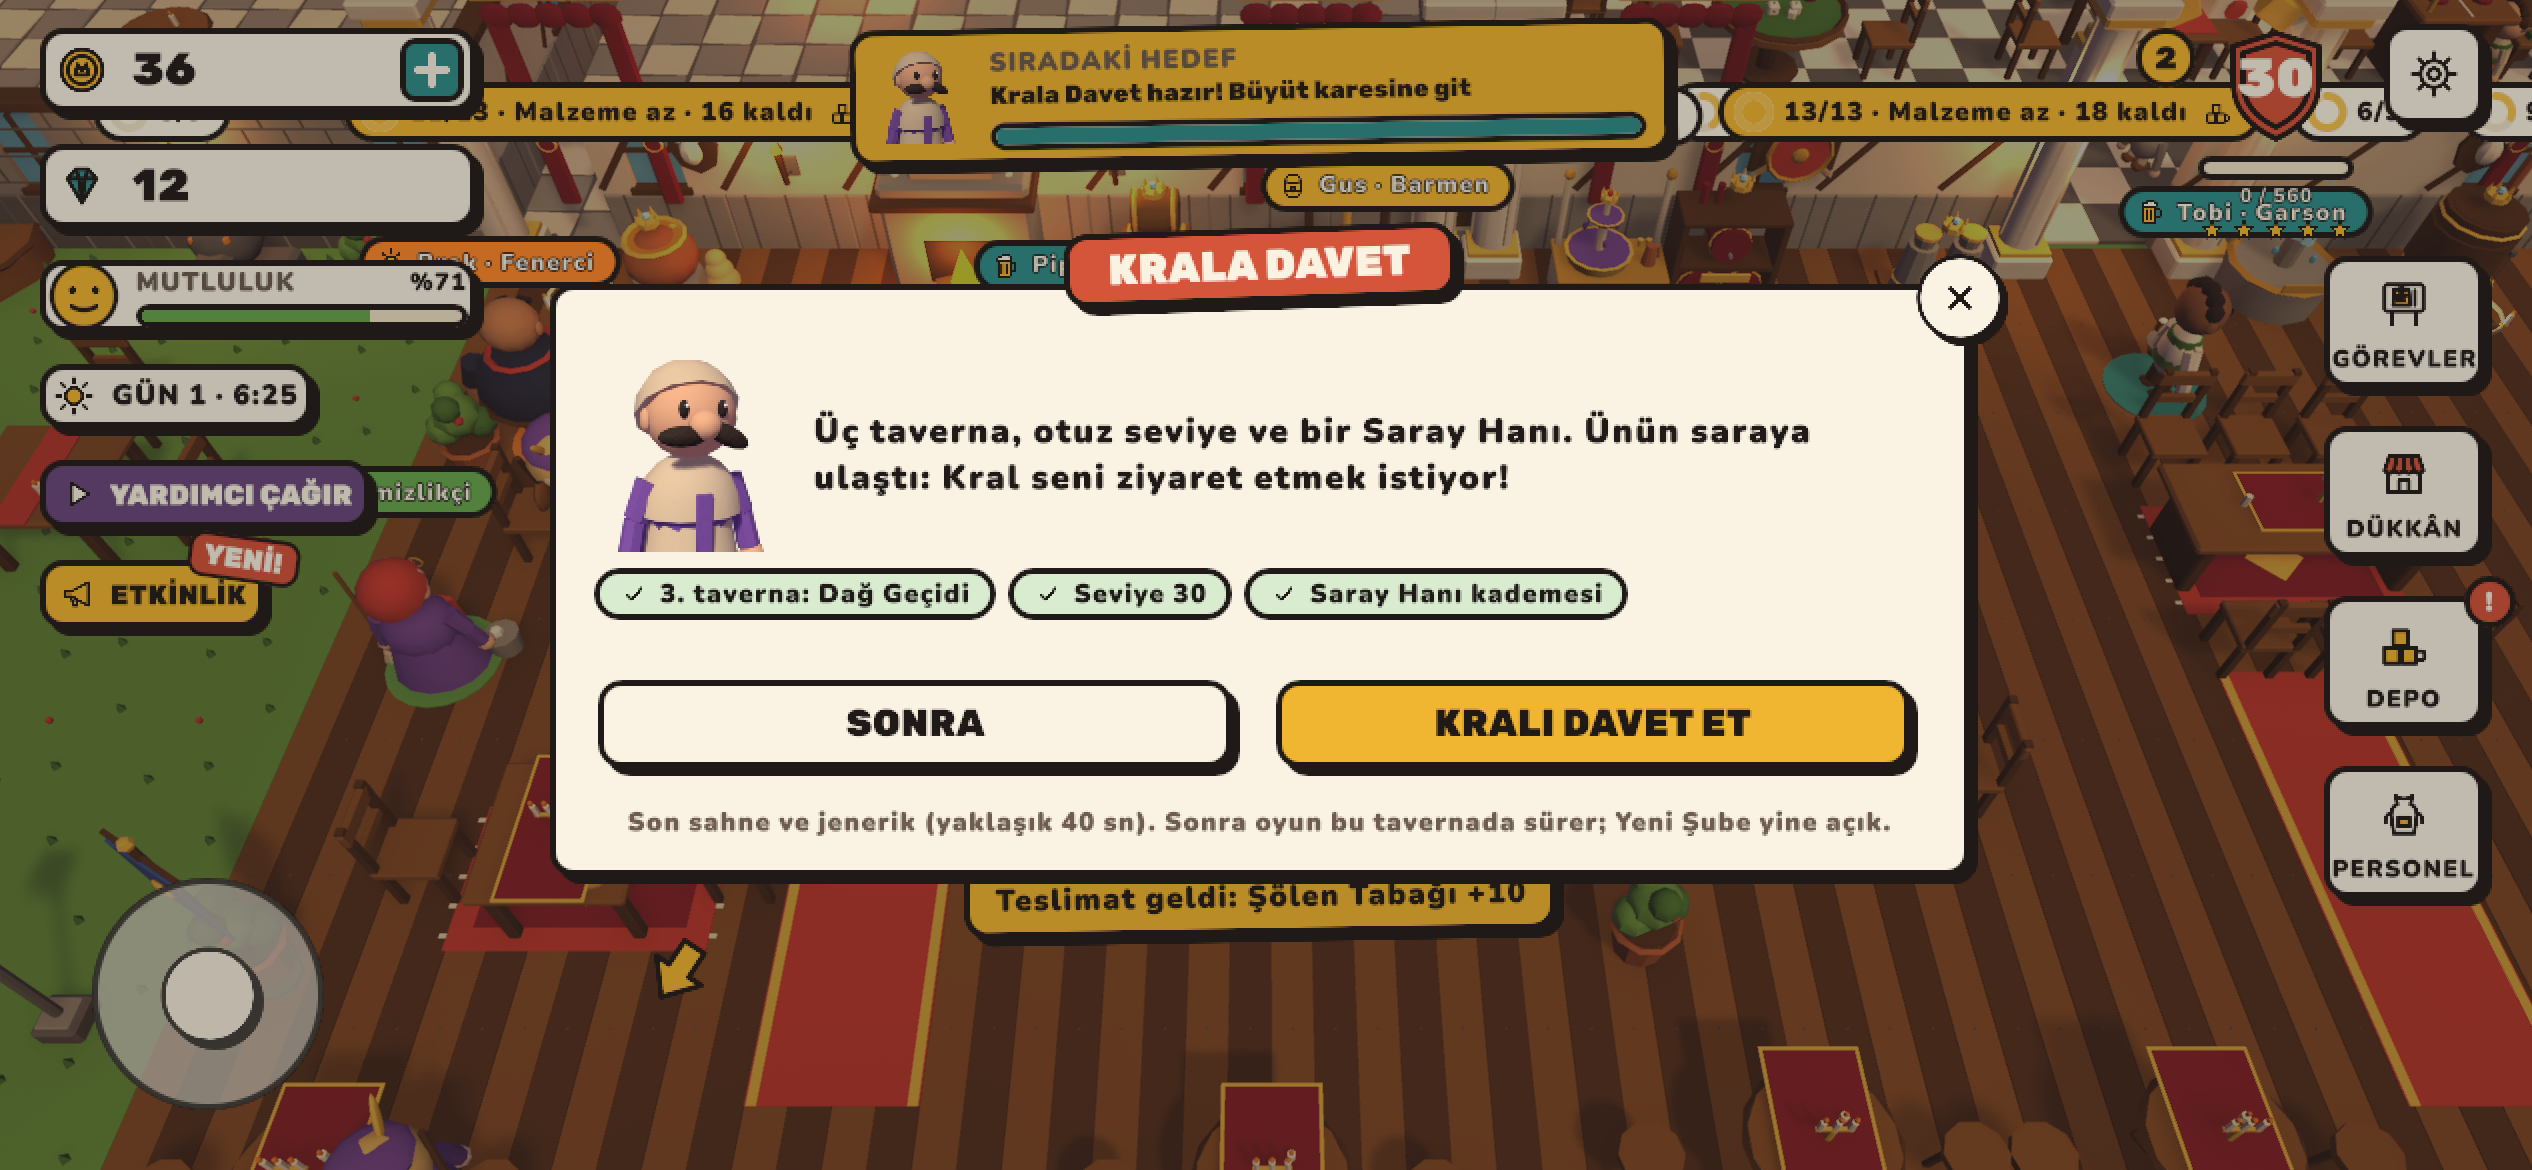 36
12
MUTLULUK %71
GÜN 1 · 6:25
YARDIMCI ÇAĞIR
mizlikçi
YENİ!
ETKİNLİK
3 · Malzeme az · 16 kaldı
· Fenerci
SIRADAKİ HEDEF
Krala Davet hazır! Büyüt karesine git
Gus · Barmen
13/13 · Malzeme az · 18 kaldı
2
30
6/
0 / 560
Tobi · Garson
KRALA DAVET
Üç taverna, otuz seviye ve bir Saray Hanı. Ünün saraya
ulaştı: Kral seni ziyaret etmek istiyor!
3. taverna: Dağ Geçidi
Seviye 30
Saray Hanı kademesi
SONRA
KRALI DAVET ET
Son sahne ve jenerik (yaklaşık 40 sn). Sonra oyun bu tavernada sürer; Yeni Şube yine açık.
Teslimat geldi: Şölen Tabağı +10
GÖREVLER
DÜKKÂN
!
DEPO
PERSONEL